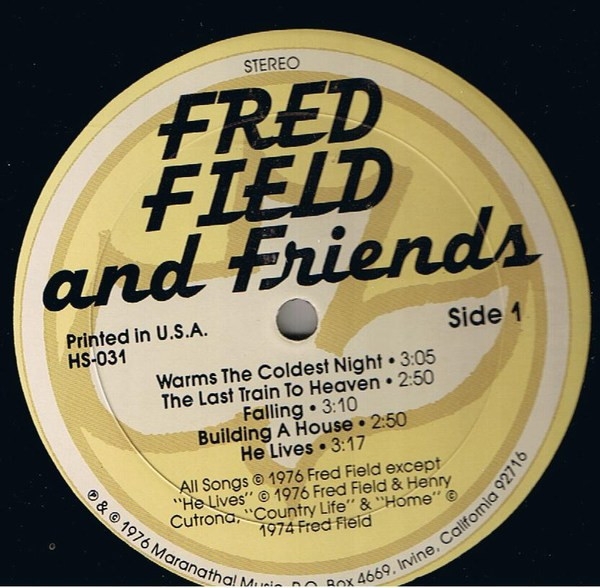 STEREO
FRED
FIELD
and Friends
Printed in U.S.A.
HS-031
Side 1
Warms The Coldest Night • 3:05
The Last Train To Heaven • 2:50
Falling • 3:10
Building A House • 2:50
He Lives • 3:17
All Songs © 1976 Fred Field except
"He Lives" © 1976 Fred Field & Henry
Cutrona, "Country Life" & "Home" ©
1974 Fred Field
℗ & © 1976 Maranatha! Music, P.O. Box 4669, Irvine, California 92716